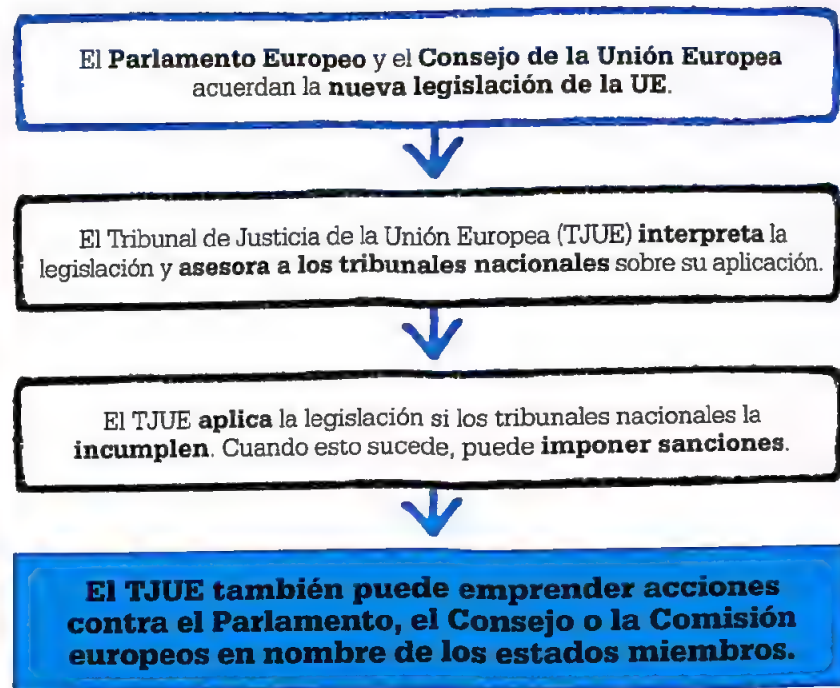 El Parlamento Europeo y el Consejo de la Unión Europea
acuerdan la nueva legislación de la UE.
El Tribunal de Justicia de la Unión Europea (TJUE) interpreta la
legislación y asesora a los tribunales nacionales sobre su aplicación.
El TJUE aplica la legislación si los tribunales nacionales la
incumplen. Cuando esto sucede, puede imponer sanciones.
El TJUE también puede emprender acciones
contra el Parlamento, el Consejo o la Comisión
europeos en nombre de los estados miembros.